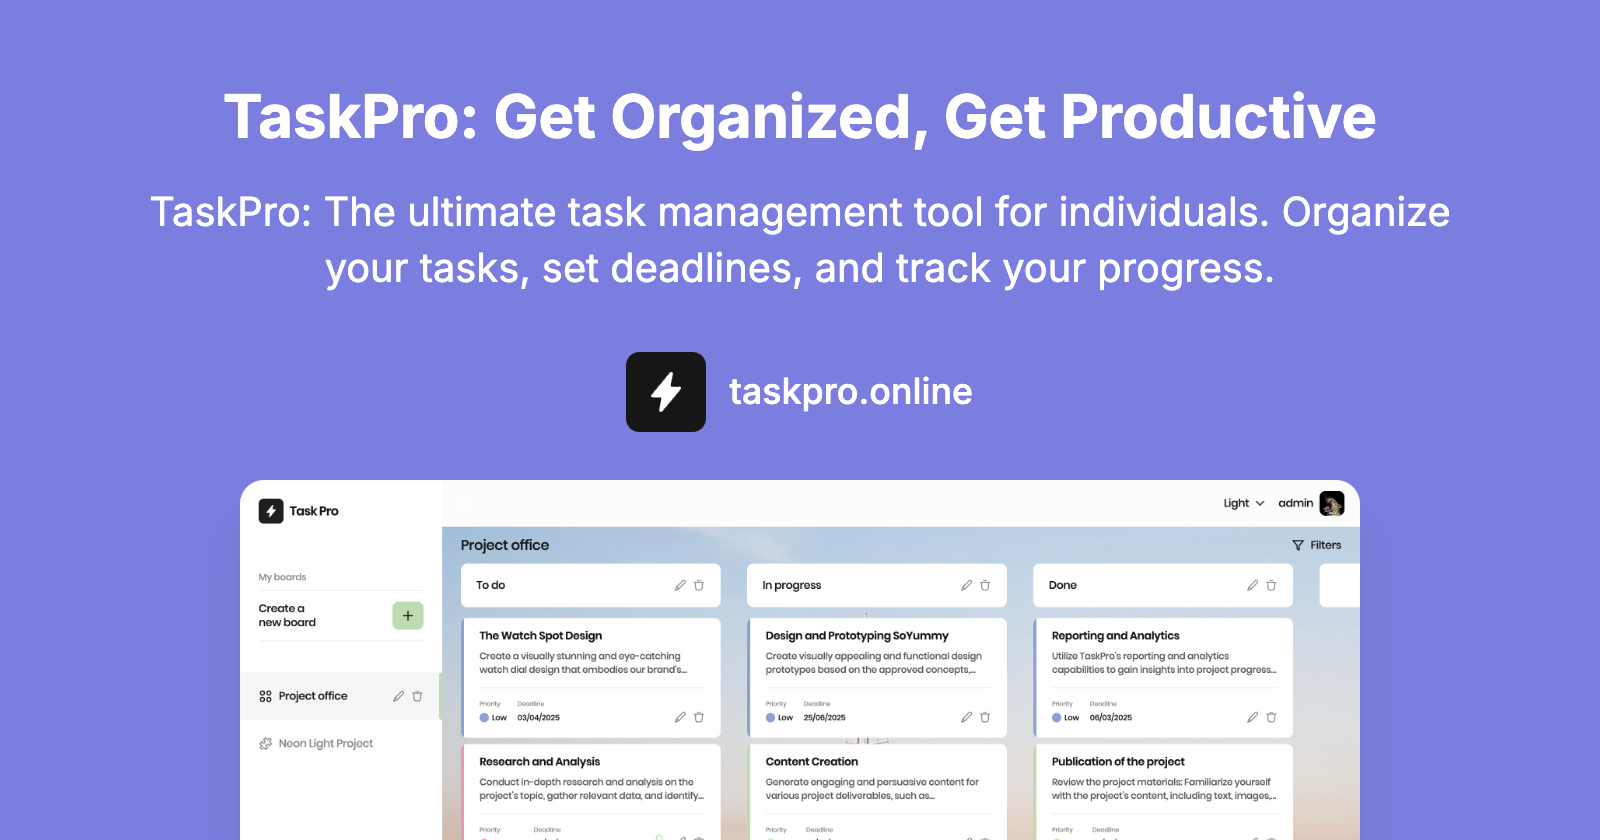 TaskPro: Get Organized, Get Productive
TaskPro: The ultimate task management tool for individuals. Organize
your tasks, set deadlines, and track your progress.
taskpro.online
Task Pro
Light
admin
My boards
Create a
new board
Project office
Neon Light Project
Project office
Filters
To do
The Watch Spot Design
Create a visually stunning and eye-catching
watch dial design that embodies our brand's...
Priority Deadline
Low 03/04/2025
Research and Analysis
Conduct in-depth research and analysis on the
project's topic, gather relevant data, and identify...
Priority Deadline
In progress
Design and Prototyping SoYummy
Create visually appealing and functional design
prototypes based on the approved concepts,...
Priority Deadline
Low 25/06/2025
Content Creation
Generate engaging and persuasive content for
various project deliverables, such as...
Priority Deadline
Done
Reporting and Analytics
Utilize TaskPro's reporting and analytics
capabilities to gain insights into project progress...
Priority Deadline
Low 06/03/2025
Publication of the project
Review the project materials: Familiarize yourself
with the project's content, including text, images,...
Priority Deadline